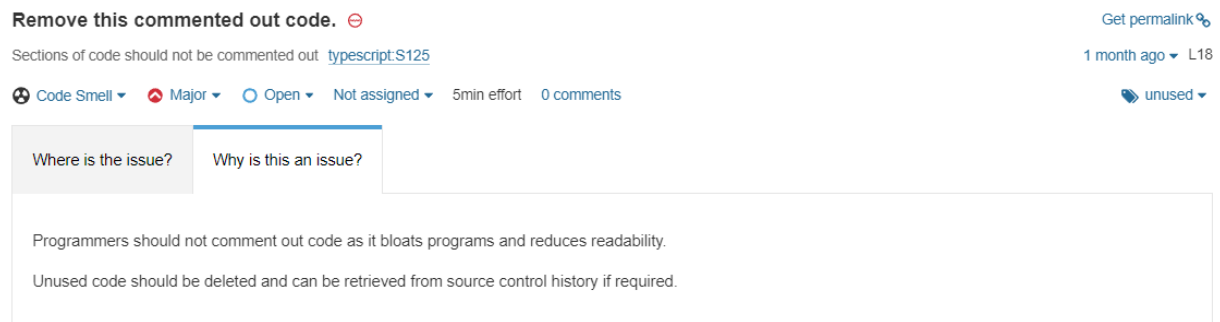 Remove this commented out code.
Get permalink
Sections of code should not be commented out typescript:S125
1 month ago L18
Code Smell Major Open Not assigned 5min effort 0 comments
unused
Where is the issue? Why is this an issue?
Programmers should not comment out code as it bloats programs and reduces readability.
Unused code should be deleted and can be retrieved from source control history if required.